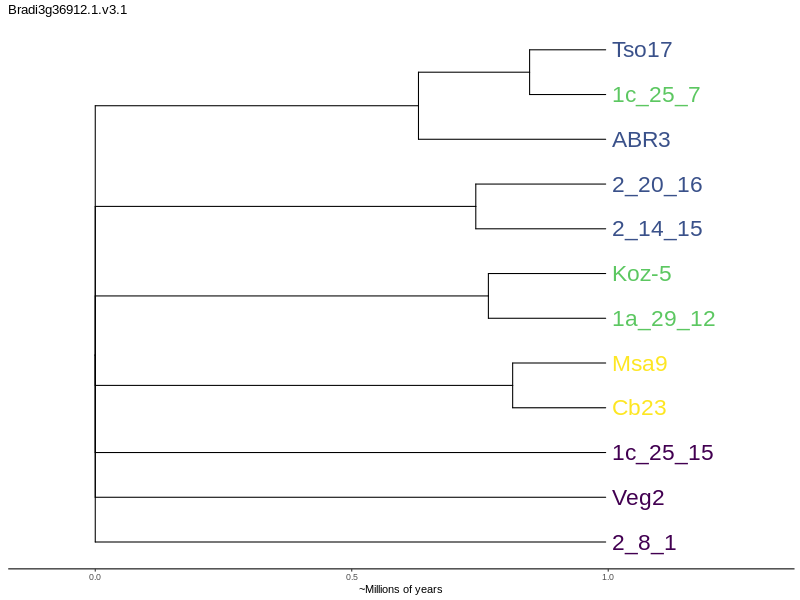 Bradi3g36912.1.v3.1
Tso17
1c_25_7
ABR3
2_20_16
2_14_15
Koz-5
1a_29_12
Msa9
Cb23
1c_25_15
Veg2
2_8_1
0.0 0.5 1.0
~Millions of years